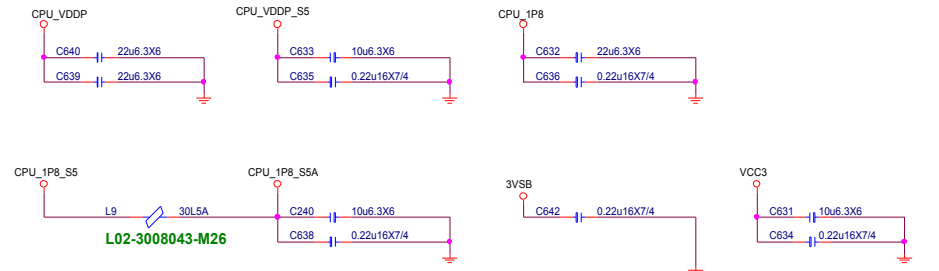 CPU_VDDP
C640 22u6.3X6
C639 22u6.3X6
CPU_VDDP_S5
C633 10u6.3X6
C635 0.22u16X7/4
CPU_1P8
C632 22u6.3X6
C636 0.22u16X7/4
CPU_1P8_S5
L9 30L5A
L02-3008043-M26
CPU_1P8_S5A
C240 10u6.3X6
C638 0.22u16X7/4
3VSB
C642 0.22u16X7/4
VCC3
C631 10u6.3X6
C634 0.22u16X7/4